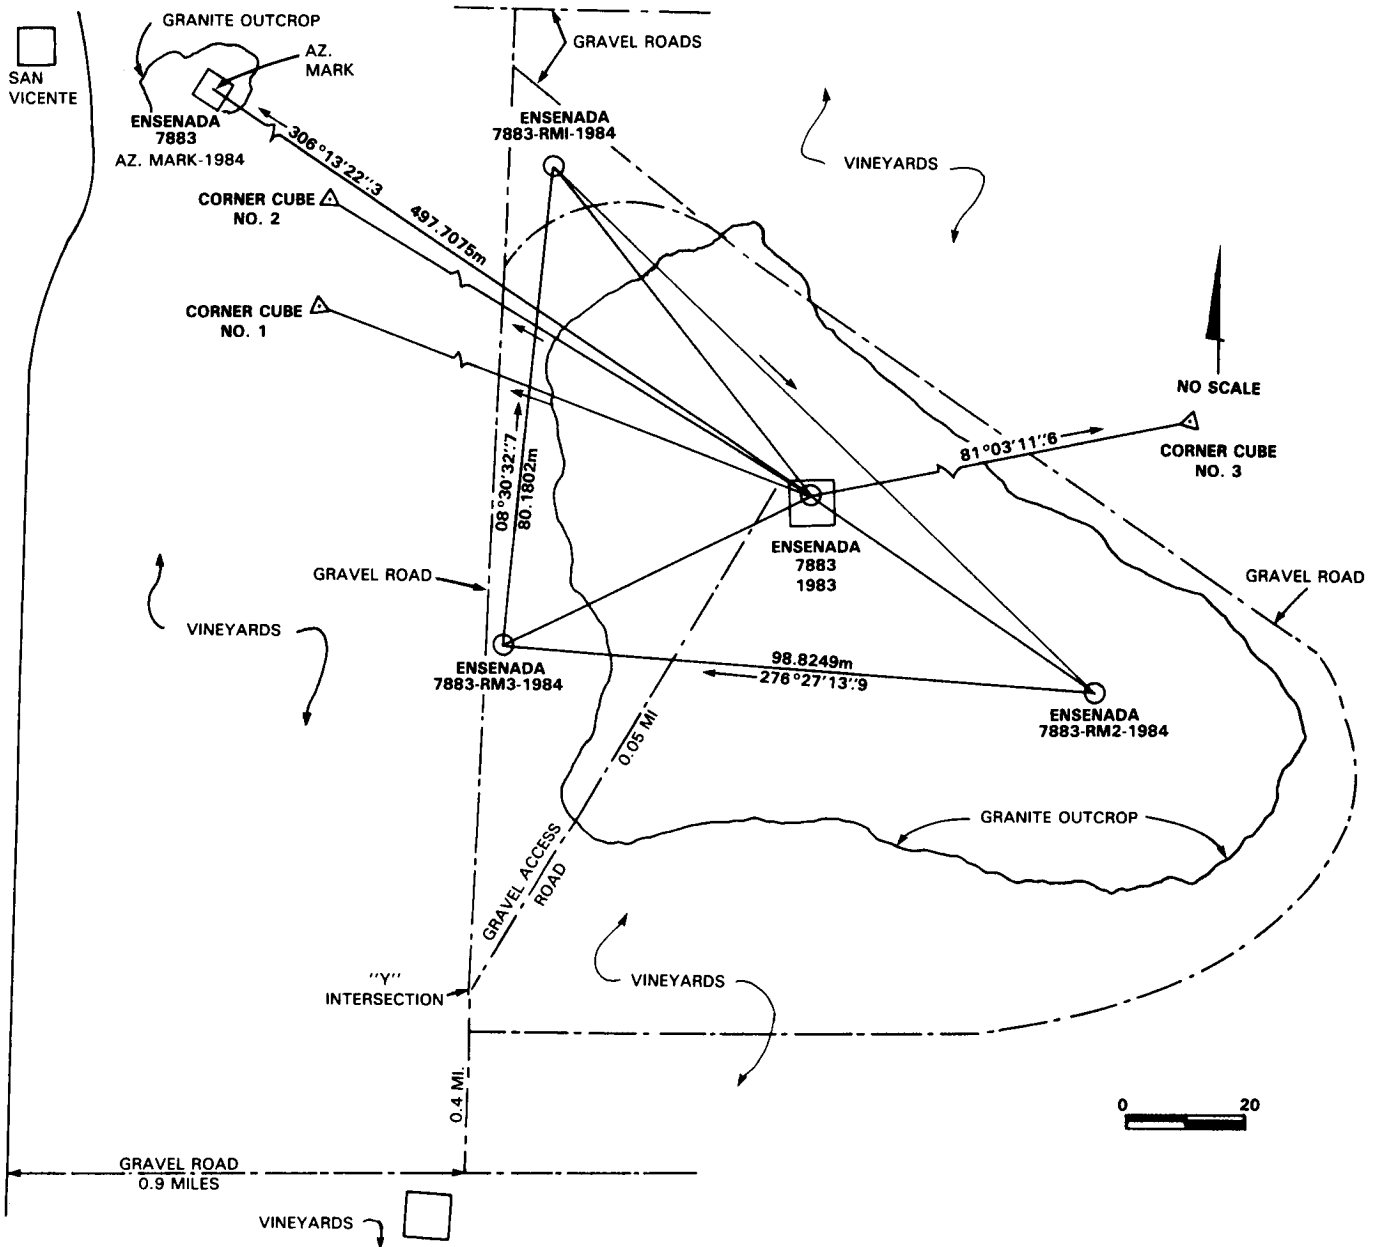 GRANITE OUTCROP
GRAVEL ROADS
AZ.
MARK
SAN
VICENTE
ENSENADA
7883
AZ. MARK-1984
ENSENADA
7883-RMI-1984
306°13'22".3
497.7075m
VINEYARDS
CORNER CUBE
NO. 2
CORNER CUBE
NO. 1
NO SCALE
81°03'11".6
CORNER CUBE
NO. 3
08°30'32".7
80.1802m
ENSENADA
7883
1983
GRAVEL ROAD
GRAVEL ROAD
VINEYARDS
ENSENADA
7883-RM3-1984
98.8249m
276°27'13".9
ENSENADA
7883-RM2-1984
0.05 MI
GRANITE OUTCROP
GRAVEL ACCESS
ROAD
"Y"
INTERSECTION
VINEYARDS
0.4 MI.
0 20
GRAVEL ROAD
0.9 MILES
VINEYARDS